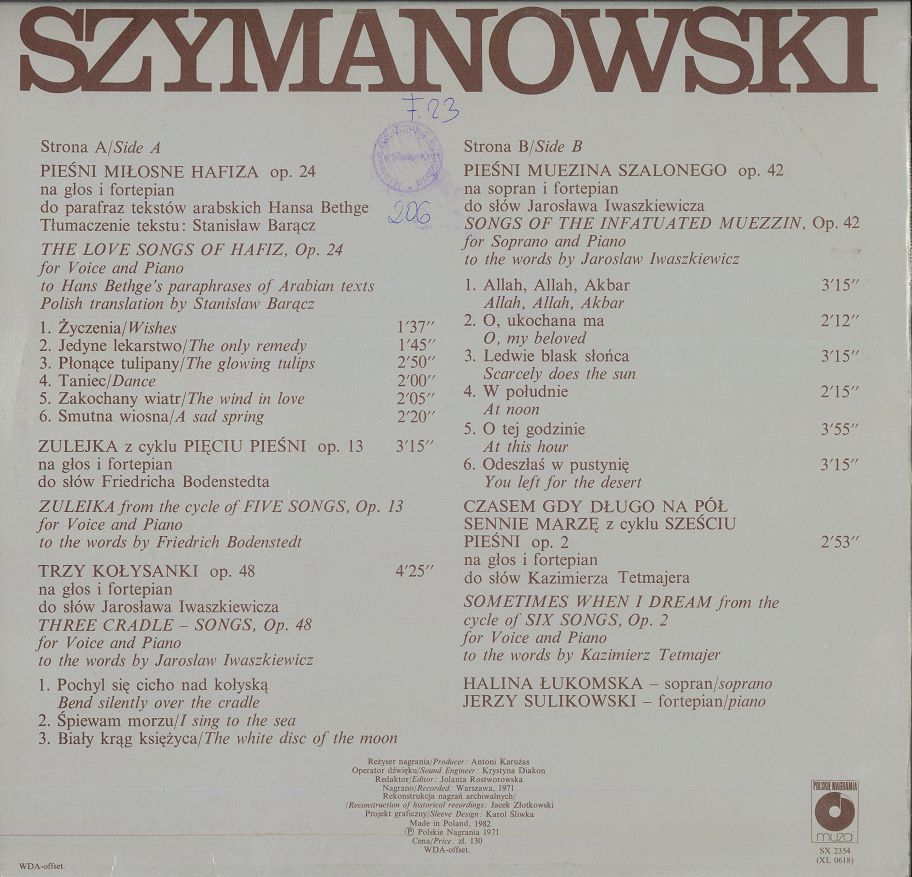 SZYMANOWSKI
F.23
206
Strona A/Side A
PIEŚNI MIŁOSNE HAFIZA op. 24
na głos i fortepian
do parafraz tekstów arabskich Hansa Bethge
Tłumaczenie tekstu: Stanisław Barącz
THE LOVE SONGS OF HAFIZ, Op. 24
for Voice and Piano
to Hans Bethge's paraphrases of Arabian texts
Polish translation by Stanisław Barącz
1. Życzenia/Wishes 1'37"
2. Jedyne lekarstwo/The only remedy 1'45"
3. Płonące tulipany/The glowing tulips 2'50"
4. Taniec/Dance 2'00"
5. Zakochany wiatr/The wind in love 2'05"
6. Smutna wiosna/A sad spring 2'20"
ZULEJKA z cyklu PIĘCIU PIEŚNI op. 13 3'15"
na głos i fortepian
do słów Friedricha Bodenstedta
ZULEIKA from the cycle of FIVE SONGS, Op. 13
for Voice and Piano
to the words by Friedrich Bodenstedt
TRZY KOŁYSANKI op. 48 4'25"
na głos i fortepian
do słów Jarosława Iwaszkiewicza
THREE CRADLE – SONGS, Op. 48
for Voice and Piano
to the words by Jarosław Iwaszkiewicz
1. Pochyl się cicho nad kołyską
Bend silently over the cradle
2. Śpiewam morzu/I sing to the sea
3. Biały krąg księżyca/The white disc of the moon
Strona B/Side B
PIEŚNI MUEZINA SZALONEGO op. 42
na sopran i fortepian
do słów Jarosława Iwaszkiewicza
SONGS OF THE INFATUATED MUEZZIN, Op. 42
for Soprano and Piano
to the words by Jaroslaw Iwaszkiewicz
1. Allah, Allah, Akbar 3'15"
Allah, Allah, Akbar
2. O, ukochana ma 2'12"
O, my beloved
3. Ledwie blask słońca 3'15"
Scarcely does the sun
4. W południe 2'15"
At noon
5. O tej godzinie 3'55"
At this hour
6. Odeszłaś w pustynię 3'15"
You left for the desert
CZASEM GDY DŁUGO NA PÓŁ
SENNIE MARZĘ z cyklu SZEŚCIU
PIEŚNI op. 2 2'53"
na głos i fortepian
do słów Kazimierza Tetmajera
SOMETIMES WHEN I DREAM from the
cycle of SIX SONGS, Op. 2
for Voice and Piano
to the words by Kazimierz Tetmajer
HALINA ŁUKOMSKA – sopran/soprano
JERZY SULIKOWSKI – fortepian/piano
Reżyser nagrania/Producer: Antoni Karużas
Operator dźwięku/Sound Engineer: Krystyna Diakon
Redaktor/Editor: Jolanta Rostworowska
Nagrano/Recorded: Warszawa, 1971
Rekonstrukcja nagrań archiwalnych/
/Reconstruction of historical recordings: Jacek Złotkowski
Projekt graficzny/Sleeve Design: Karol Śliwka
Made in Poland, 1982
Ⓟ Polskie Nagrania 1971
Cena/Price: zł. 130
WDA-offset.
WDA-offset.
POLSKIE NAGRANIA
muza
SX 2354
(XL 0618)